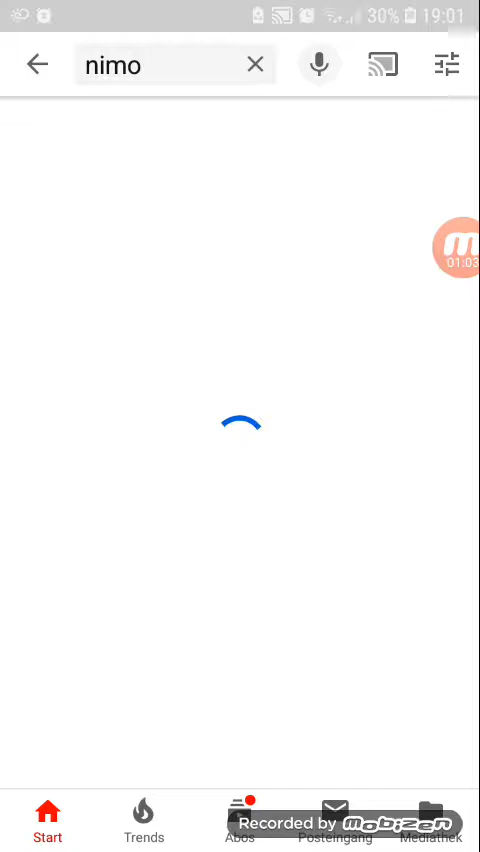 30% 19:01
nimo
01:03
Start
Trends
Abos
Posteingang
Mediathek
Recorded by mobizen